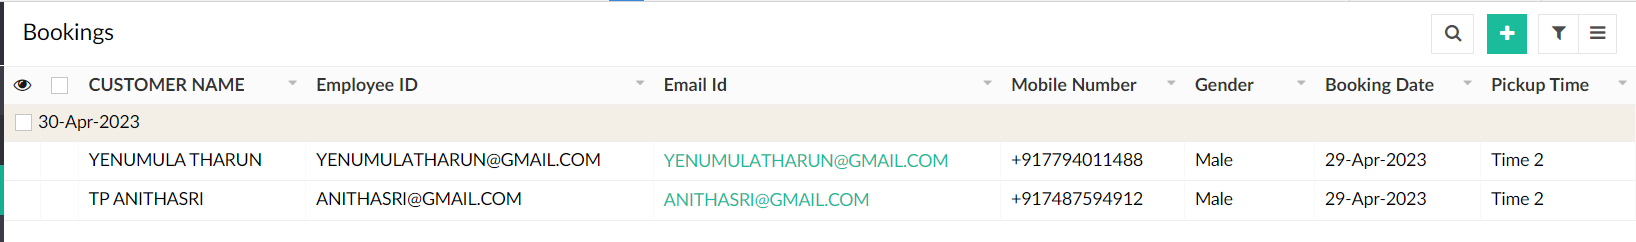 Bookings
CUSTOMER NAME Employee ID Email Id Mobile Number Gender Booking Date Pickup Time
30-Apr-2023
YENUMULA THARUN YENUMULATHARUN@GMAIL.COM YENUMULATHARUN@GMAIL.COM +917794011488 Male 29-Apr-2023 Time 2
TP ANITHASRI ANITHASRI@GMAIL.COM ANITHASRI@GMAIL.COM +917487594912 Male 29-Apr-2023 Time 2